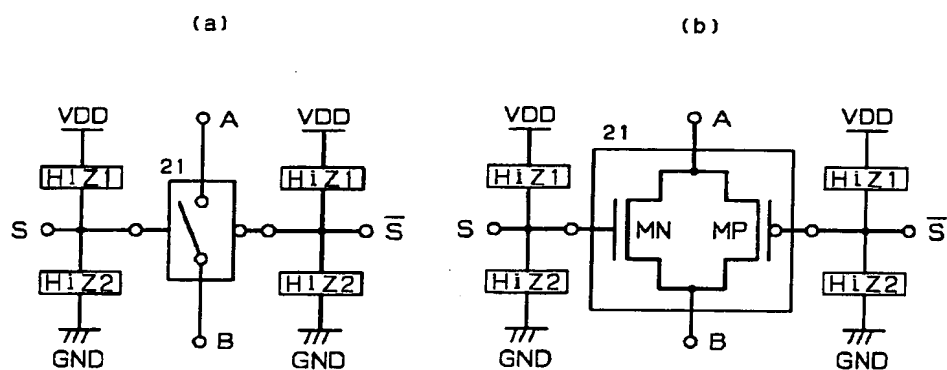 (a)
VDD
HiZ1
S
HiZ2
GND
21
A
B
VDD
HiZ1
S̅
HiZ2
GND
(b)
VDD
HiZ1
S
HiZ2
GND
21
A
MN
MP
B
VDD
HiZ1
S̅
HiZ2
GND